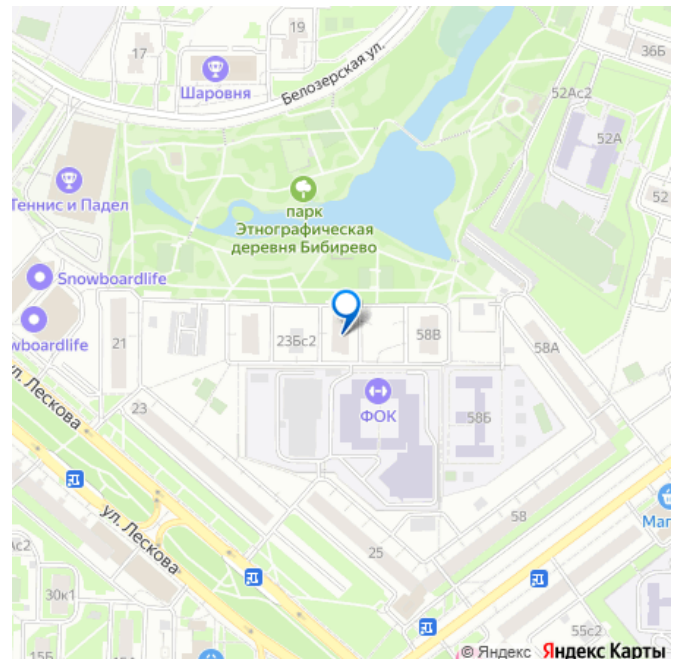 19
17
36Б
Шаровня
Белозерская ул.
52Ас2
52А
Теннис и Падел
парк
Этнографическая
деревня Бибирево
52
Snowboardlife
wboardlife
21
23Бс2
58В
58А
ул. Лескова
23
ФОК
58Б
58
Маг
ул. Лескова
25
Ас2
30к1
55с2
15Б
© Яндекс Яндекс Карты